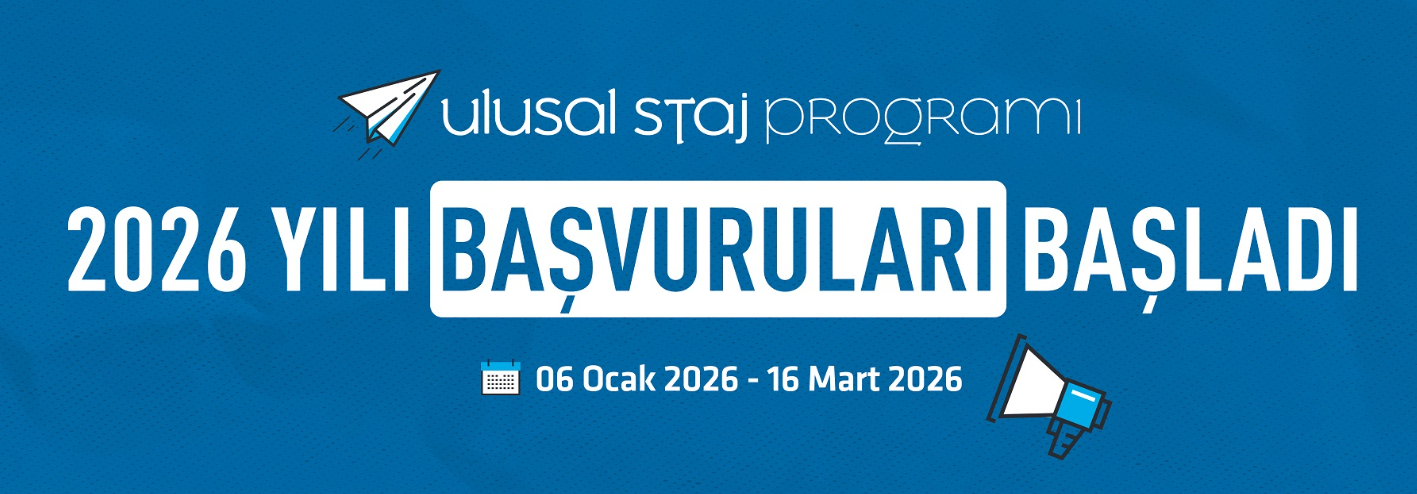 ulusal staj programı
2026 YILI BAŞVURULARI BAŞLADI
06 Ocak 2026 - 16 Mart 2026